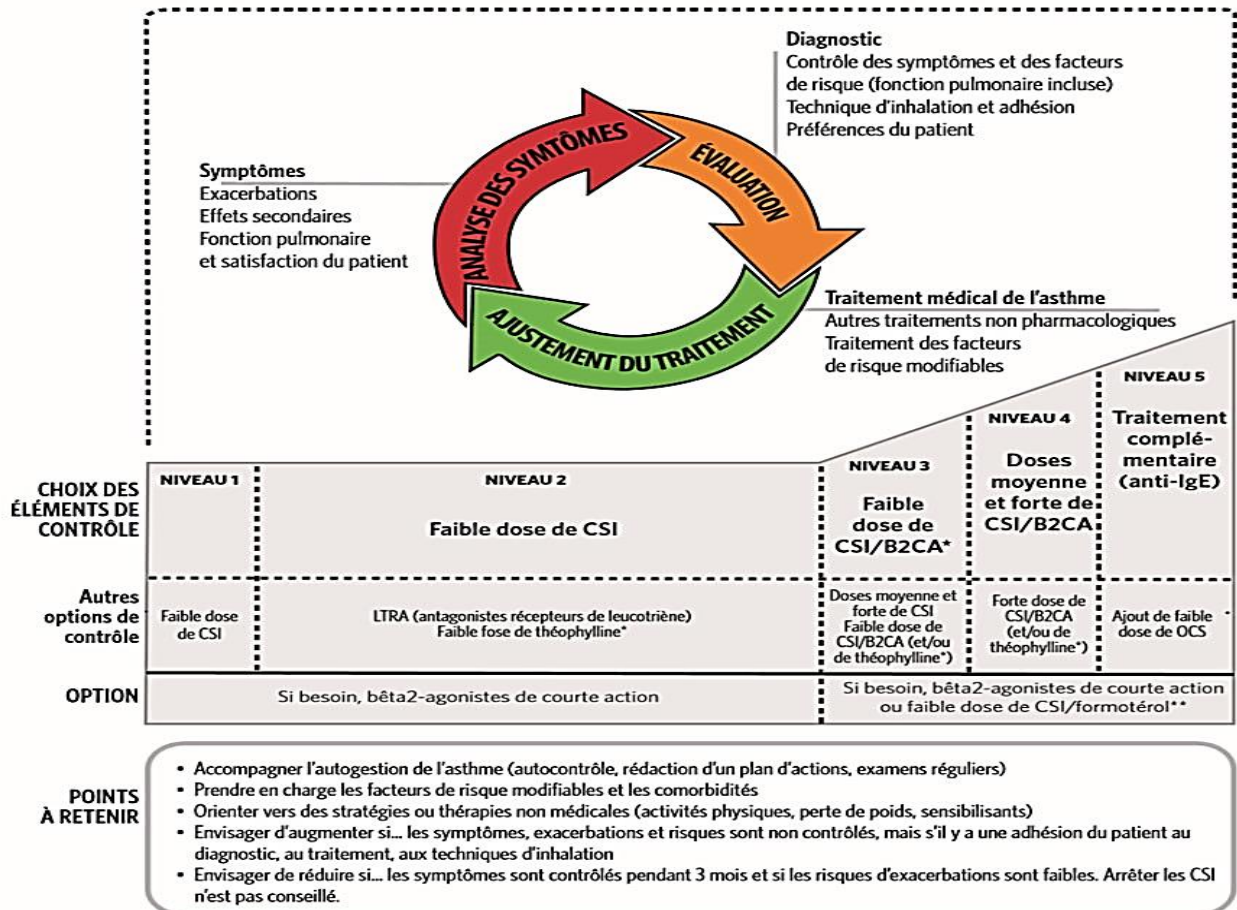 Diagnostic
Contrôle des symptômes et des facteurs
de risque (fonction pulmonaire incluse)
Technique d'inhalation et adhésion
Préférences du patient
ANALYSE DES SYMTÔMES
ÉVALUATION
AJUSTEMENT DU TRAITEMENT
Symptômes
Exacerbations
Effets secondaires
Fonction pulmonaire
et satisfaction du patient
Traitement médical de l'asthme
Autres traitements non pharmacologiques
Traitement des facteurs
de risque modifiables
CHOIX DES
ÉLÉMENTS DE
CONTRÔLE
NIVEAU 1
NIVEAU 2
Faible dose de CSI
NIVEAU 3
Faible
dose de
CSI/B2CA*
NIVEAU 4
Doses
moyenne
et forte de
CSI/B2CA
NIVEAU 5
Traitement
complé-
mentaire
(anti-IgE)
Autres
options de
contrôle
Faible dose
de CSI
LTRA (antagonistes récepteurs de leucotriène)
Faible fose de théophylline*
Doses moyenne et
forte de CSI
Faible dose de
CSI/B2CA (et/ou
de théophylline*)
Forte dose de
CSI/B2CA
(et/ou de
théophylline*)
Ajout de faible *
dose de OCS
OPTION
Si besoin, bêta2-agonistes de courte action
Si besoin, bêta2-agonistes de courte action
ou faible dose de CSI/formotérol**
POINTS
À RETENIR
• Accompagner l'autogestion de l'asthme (autocontrôle, rédaction d'un plan d'actions, examens réguliers)
• Prendre en charge les facteurs de risque modifiables et les comorbidités
• Orienter vers des stratégies ou thérapies non médicales (activités physiques, perte de poids, sensibilisants)
• Envisager d'augmenter si... les symptômes, exacerbations et risques sont non contrôlés, mais s'il y a une adhésion du patient au
diagnostic, au traitement, aux techniques d'inhalation
• Envisager de réduire si... les symptômes sont contrôlés pendant 3 mois et si les risques d'exacerbations sont faibles. Arrêter les CSI
n'est pas conseillé.